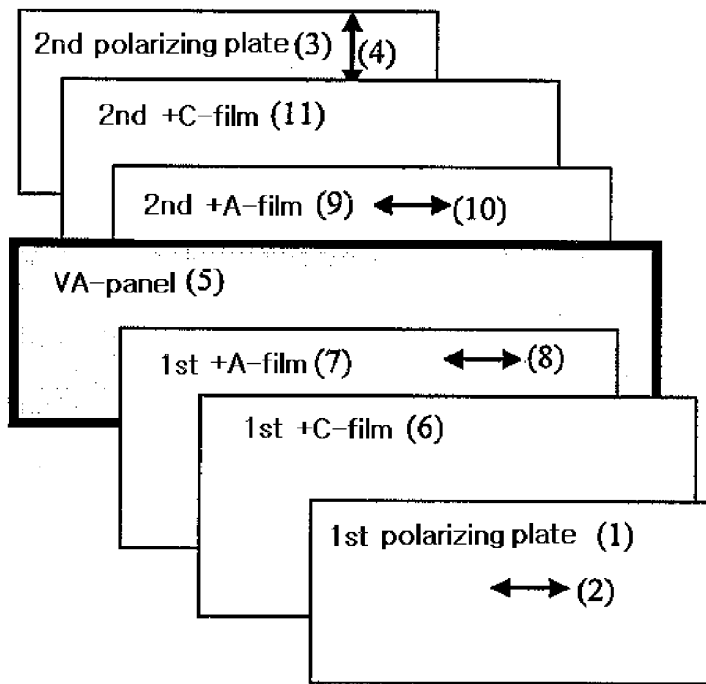 2nd polarizing plate (3) (4)
2nd +C-film (11)
2nd +A-film (9) (10)
VA-panel (5)
1st +A-film (7) (8)
1st +C-film (6)
1st polarizing plate (1)
(2)